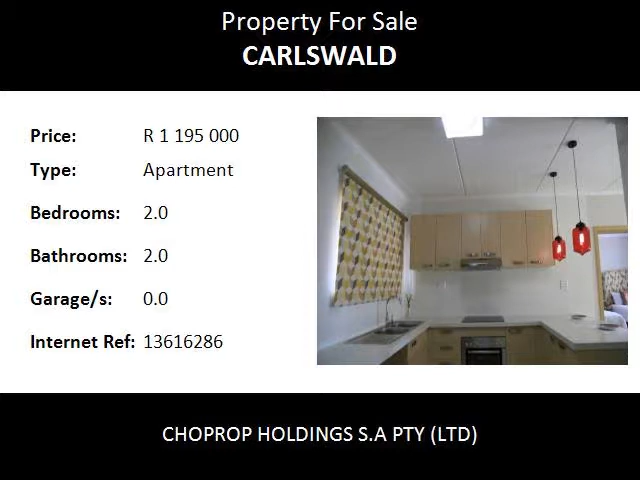 Property For Sale
CARLSWALD
Price: R 1 195 000
Type: Apartment
Bedrooms: 2.0
Bathrooms: 2.0
Garage/s: 0.0
Internet Ref: 13616286
CHOPROP HOLDINGS S.A PTY (LTD)